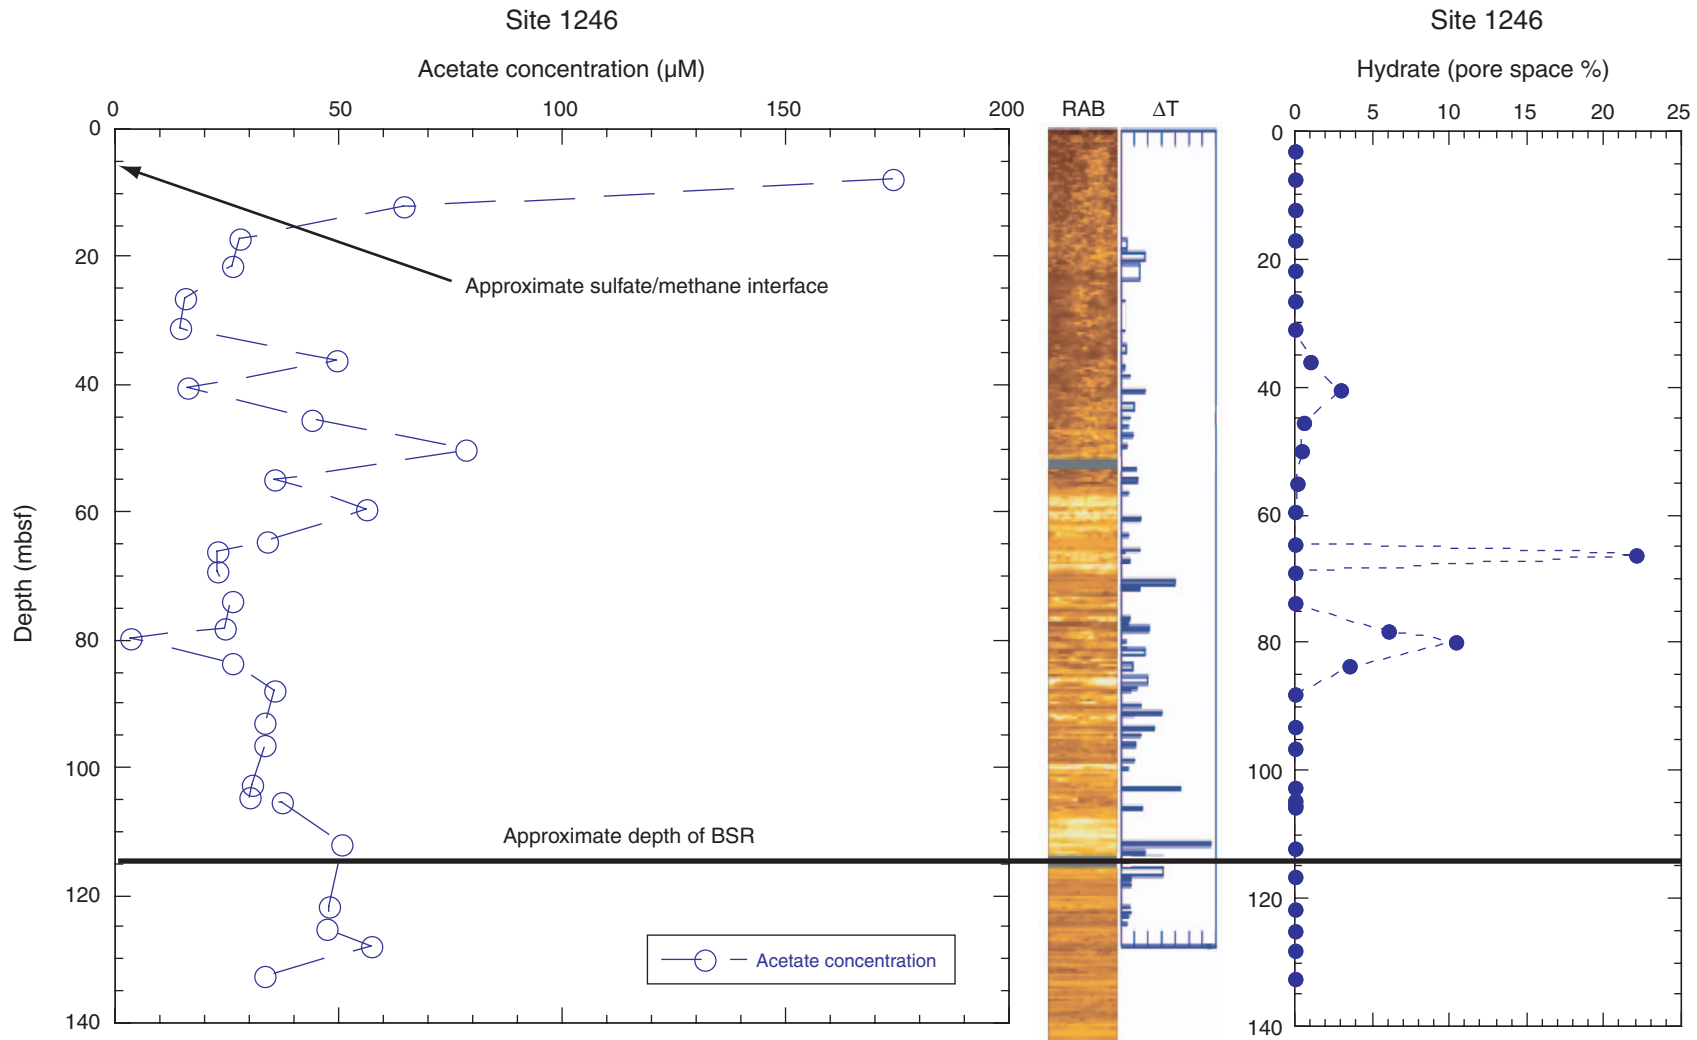 Site 1246
Acetate concentration (µM)
0 50 100 150 200
Depth (mbsf)
0
20
40
60
80
100
120
140
Approximate sulfate/methane interface
Approximate depth of BSR
Acetate concentration
RAB ΔT
Site 1246
Hydrate (pore space %)
0 5 10 15 20 25
0
20
40
60
80
100
120
140